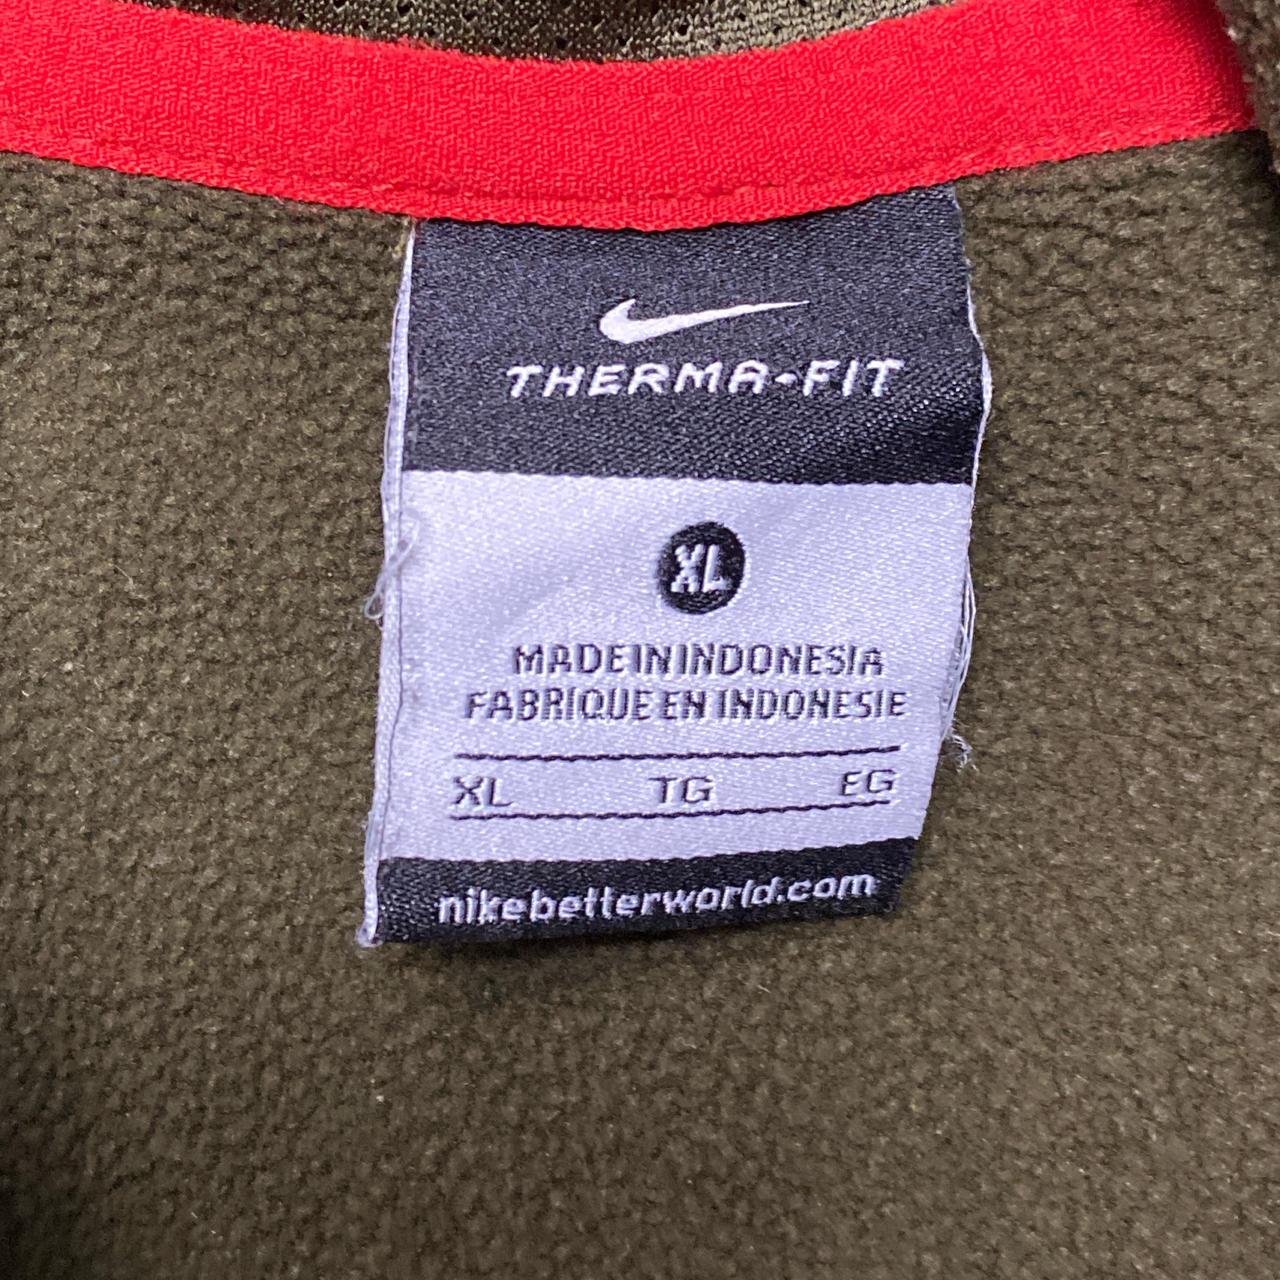 THERMA-FIT
XL
MADE IN INDONESIA
FABRIQUE EN INDONESIE
XL TG EG
nikebetterworld.com